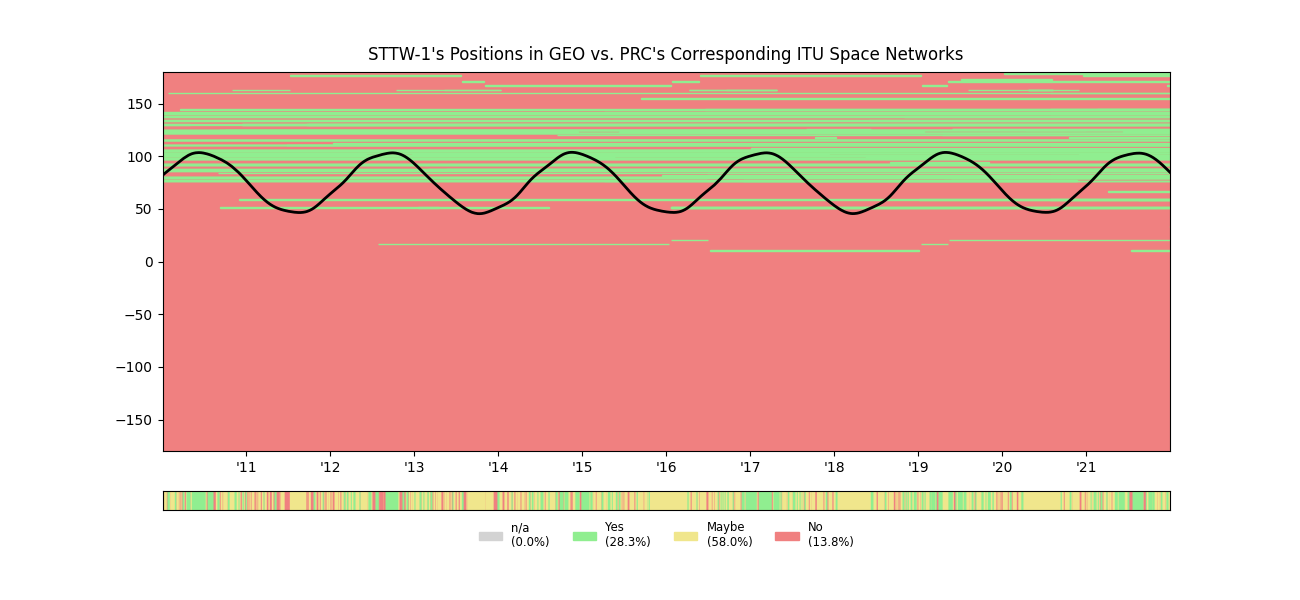 STTW-1's Positions in GEO vs. PRC's Corresponding ITU Space Networks
150
100
50
0
−50
−100
−150
'11 '12 '13 '14 '15 '16 '17 '18 '19 '20 '21
n/a Yes Maybe No
(0.0%) (28.3%) (58.0%) (13.8%)